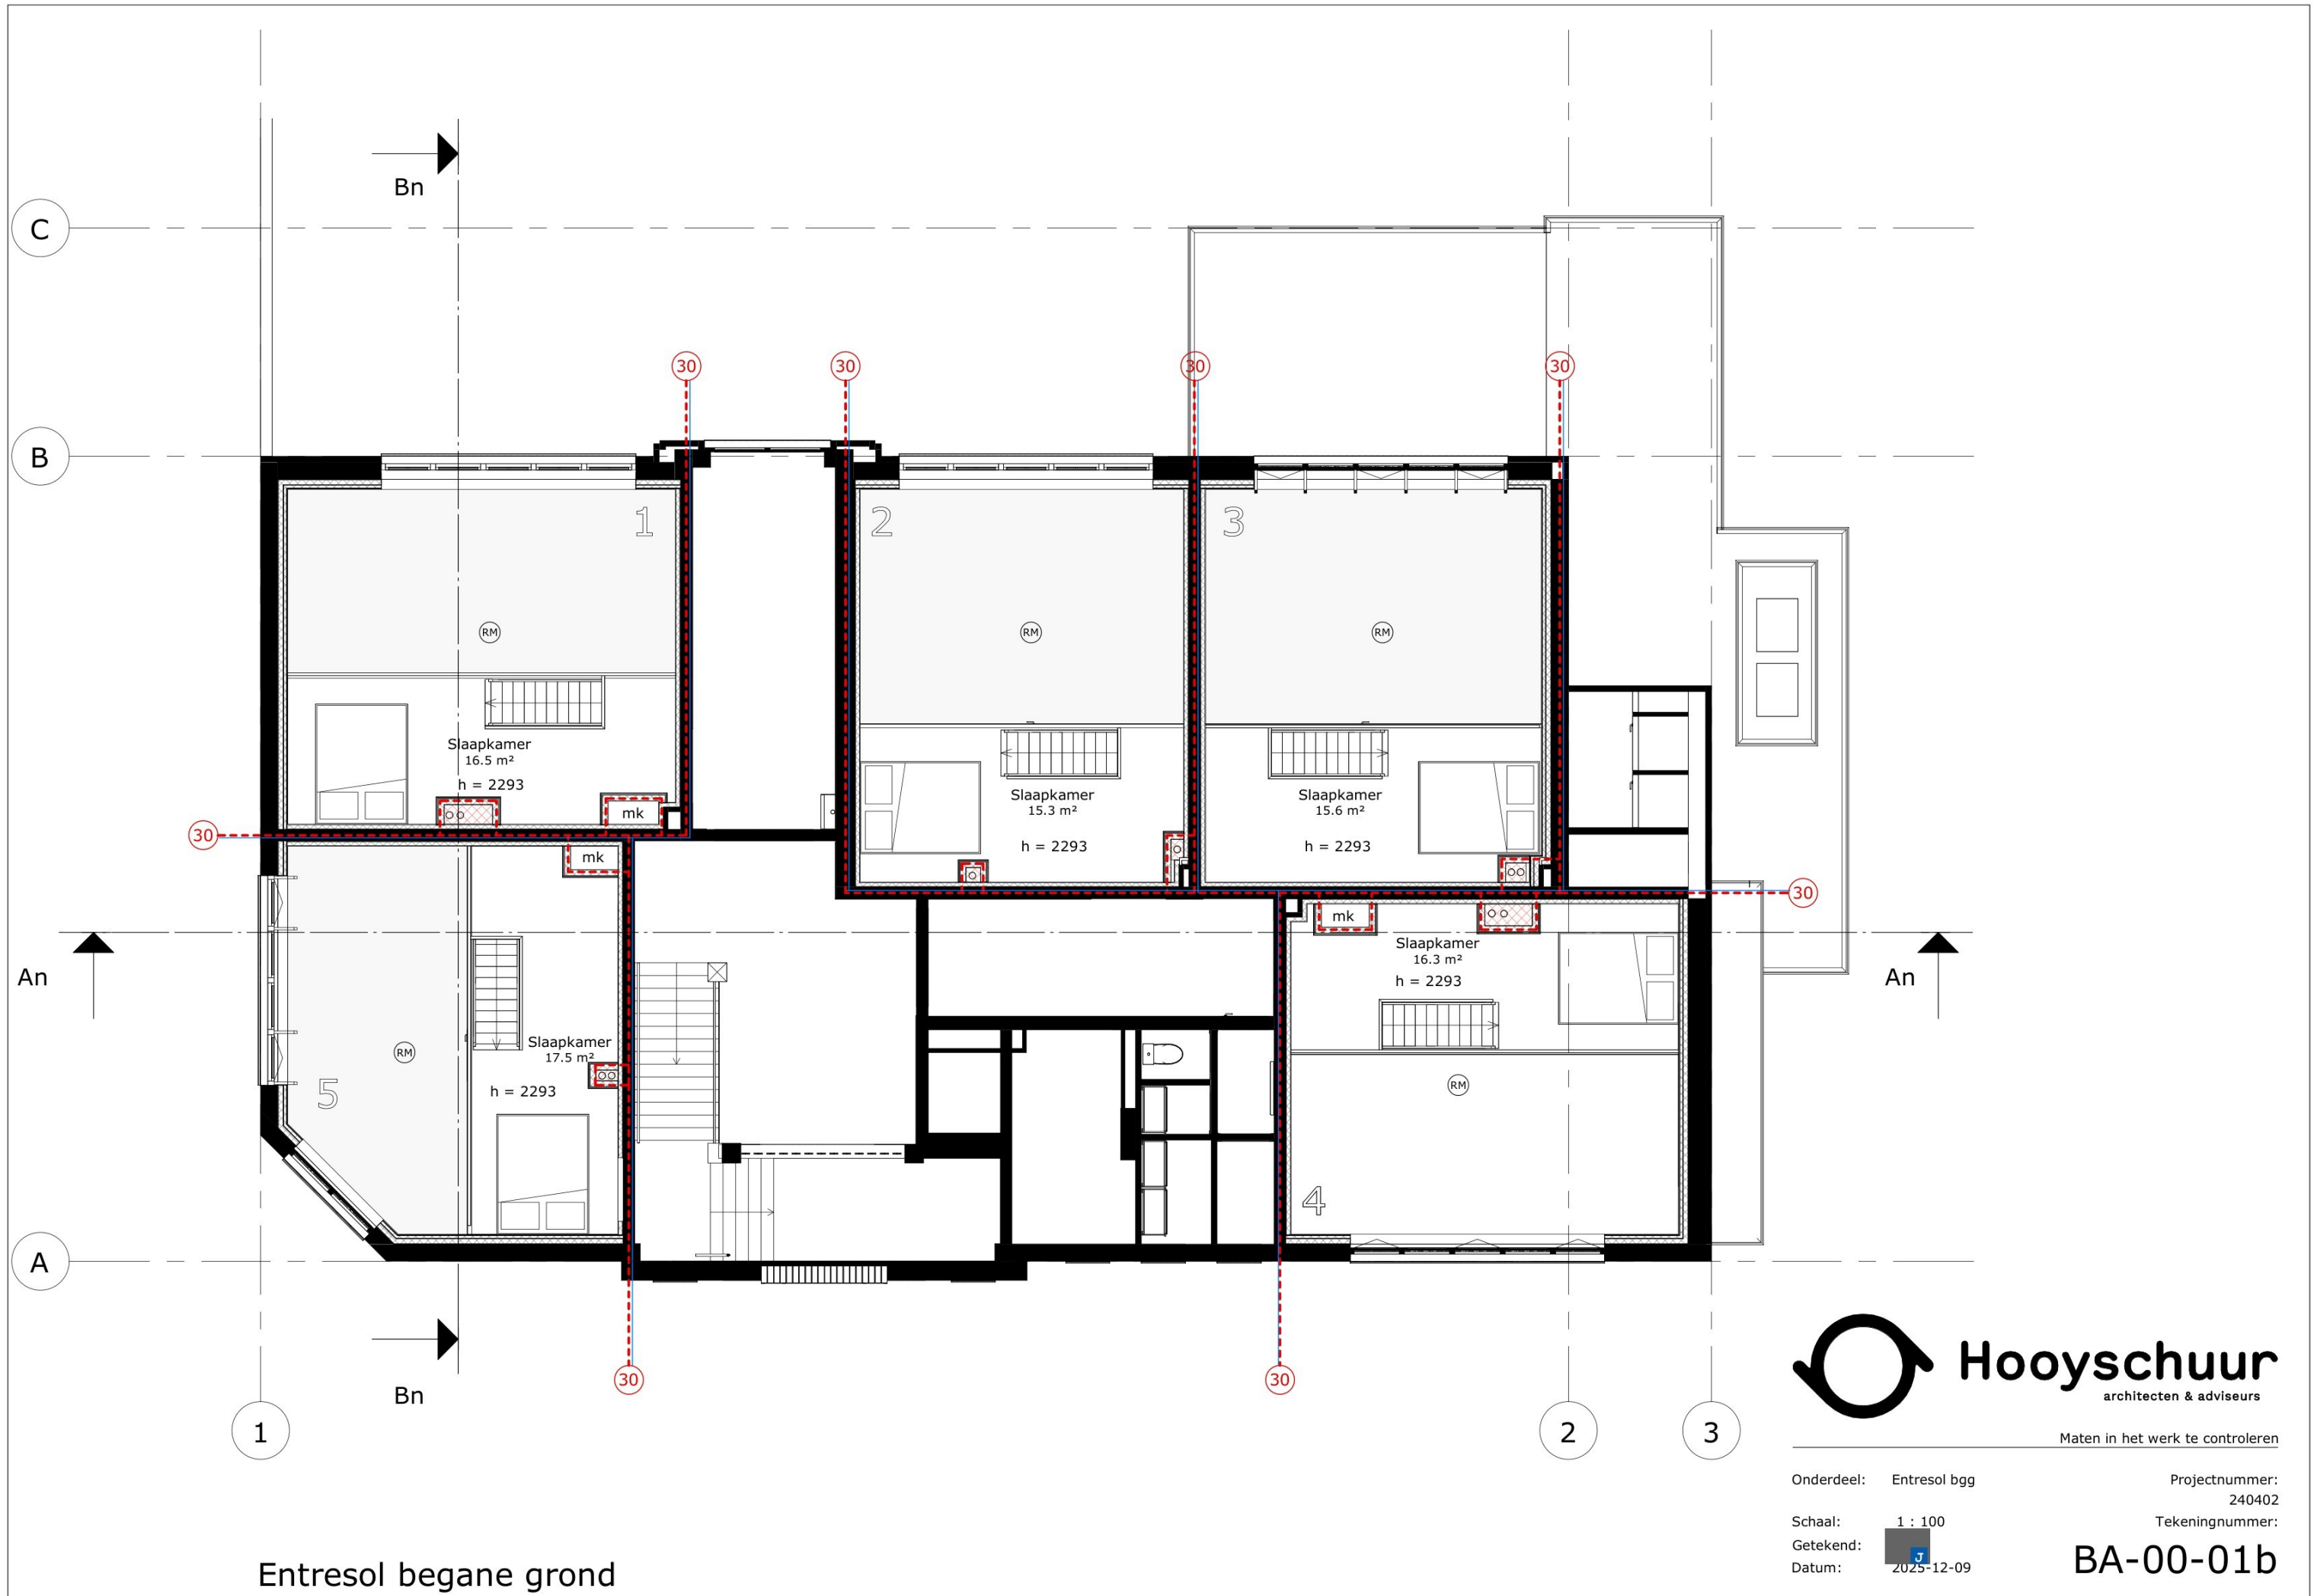 Bn
C
30
30
30
30
B
1
2
3
RM
RM
RM
Slaapkamer
16.5 m²
h = 2293
mk
Slaapkamer
15.3 m²
h = 2293
Slaapkamer
15.6 m²
h = 2293
30
mk
30
mk
Slaapkamer
16.3 m²
h = 2293
An
An
Slaapkamer
17.5 m²
h = 2293
RM
5
RM
4
A
30
30
Bn
1
2
3
Hooyschuur
architecten & adviseurs
Maten in het werk te controleren
Onderdeel: Entresol bgg
Projectnummer:
240402
Schaal: 1 : 100
Tekeningnummer:
Getekend:
J
Datum: 2025-12-09
BA-00-01b
Entresol begane grond